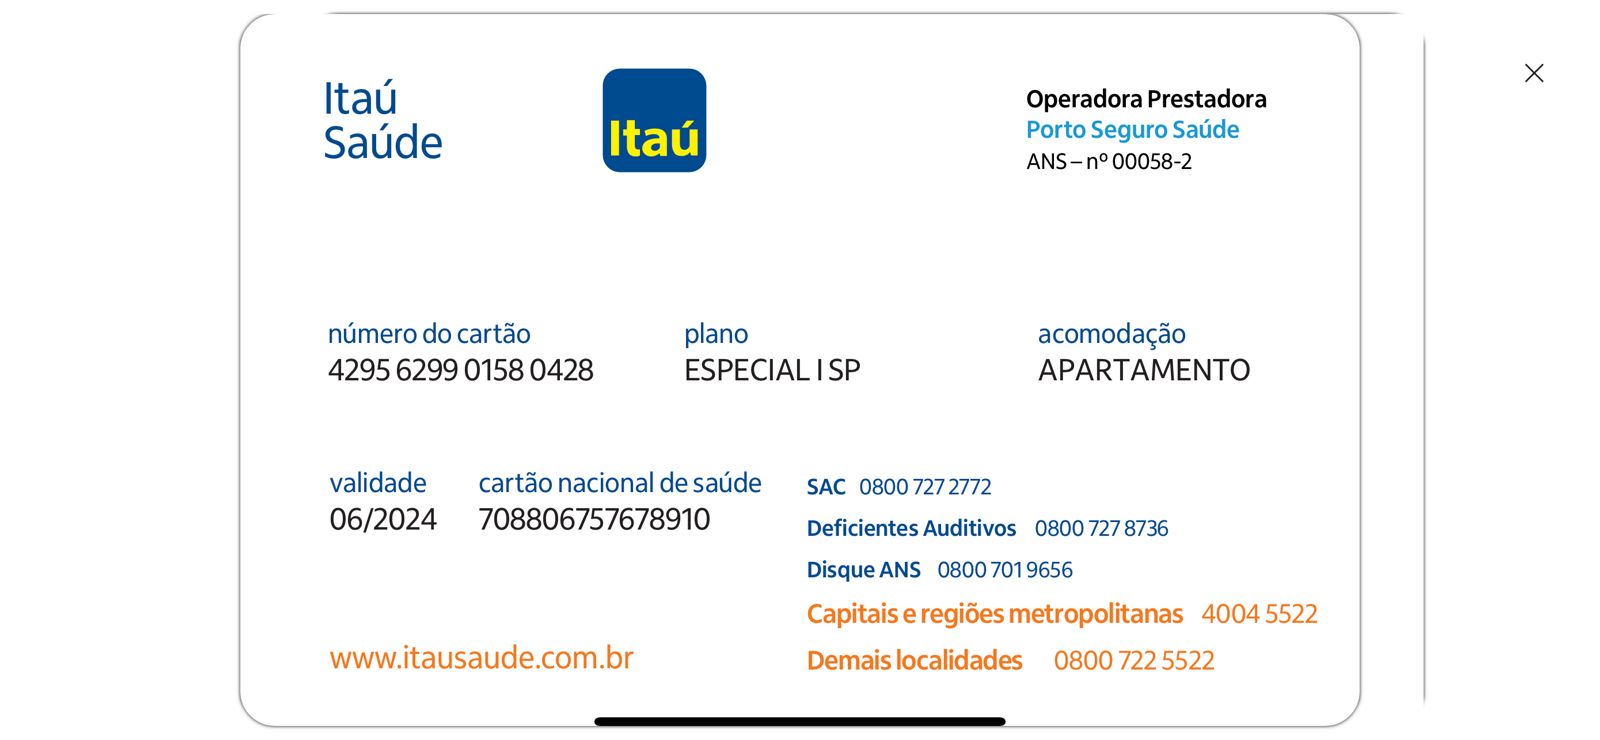 Itaú
Saúde
Itaú
Operadora Prestadora
Porto Seguro Saúde
ANS – nº 00058-2
número do cartão
4295 6299 0158 0428
plano
ESPECIAL I SP
acomodação
APARTAMENTO
validade
06/2024
cartão nacional de saúde
708806757678910
SAC 0800 727 2772
Deficientes Auditivos 0800 727 8736
Disque ANS 0800 701 9656
Capitais e regiões metropolitanas 4004 5522
Demais localidades 0800 722 5522
www.itausaude.com.br